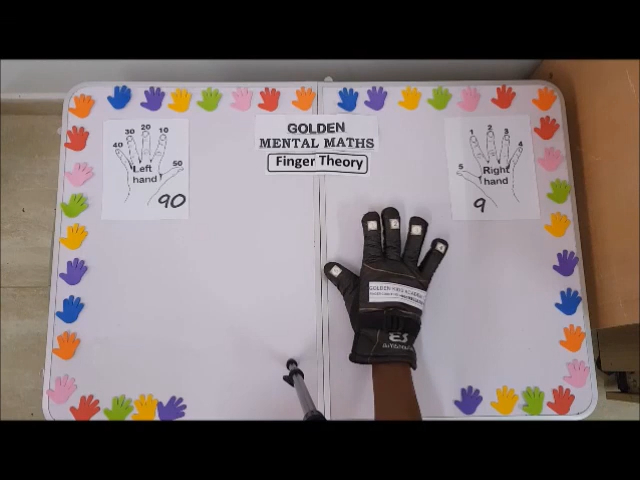 GOLDEN
MENTAL MATHS
Finger Theory
40 30 20 10
50
Left
hand
90
1 2 3 4
5
Right
hand
9